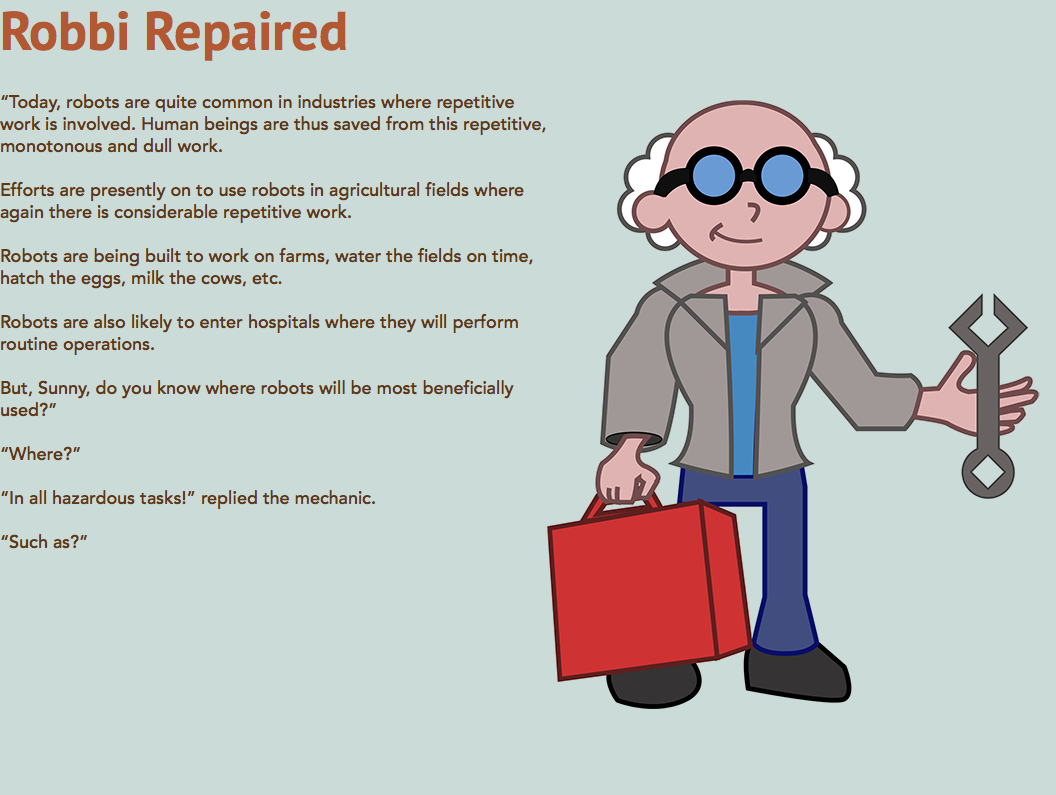 Robbi Repaired
“Today, robots are quite common in industries where repetitive
work is involved. Human beings are thus saved from this repetitive,
monotonous and dull work.
Efforts are presently on to use robots in agricultural fields where
again there is considerable repetitive work.
Robots are being built to work on farms, water the fields on time,
hatch the eggs, milk the cows, etc.
Robots are also likely to enter hospitals where they will perform
routine operations.
But, Sunny, do you know where robots will be most beneficially
used?”
“Where?”
“In all hazardous tasks!” replied the mechanic.
“Such as?”